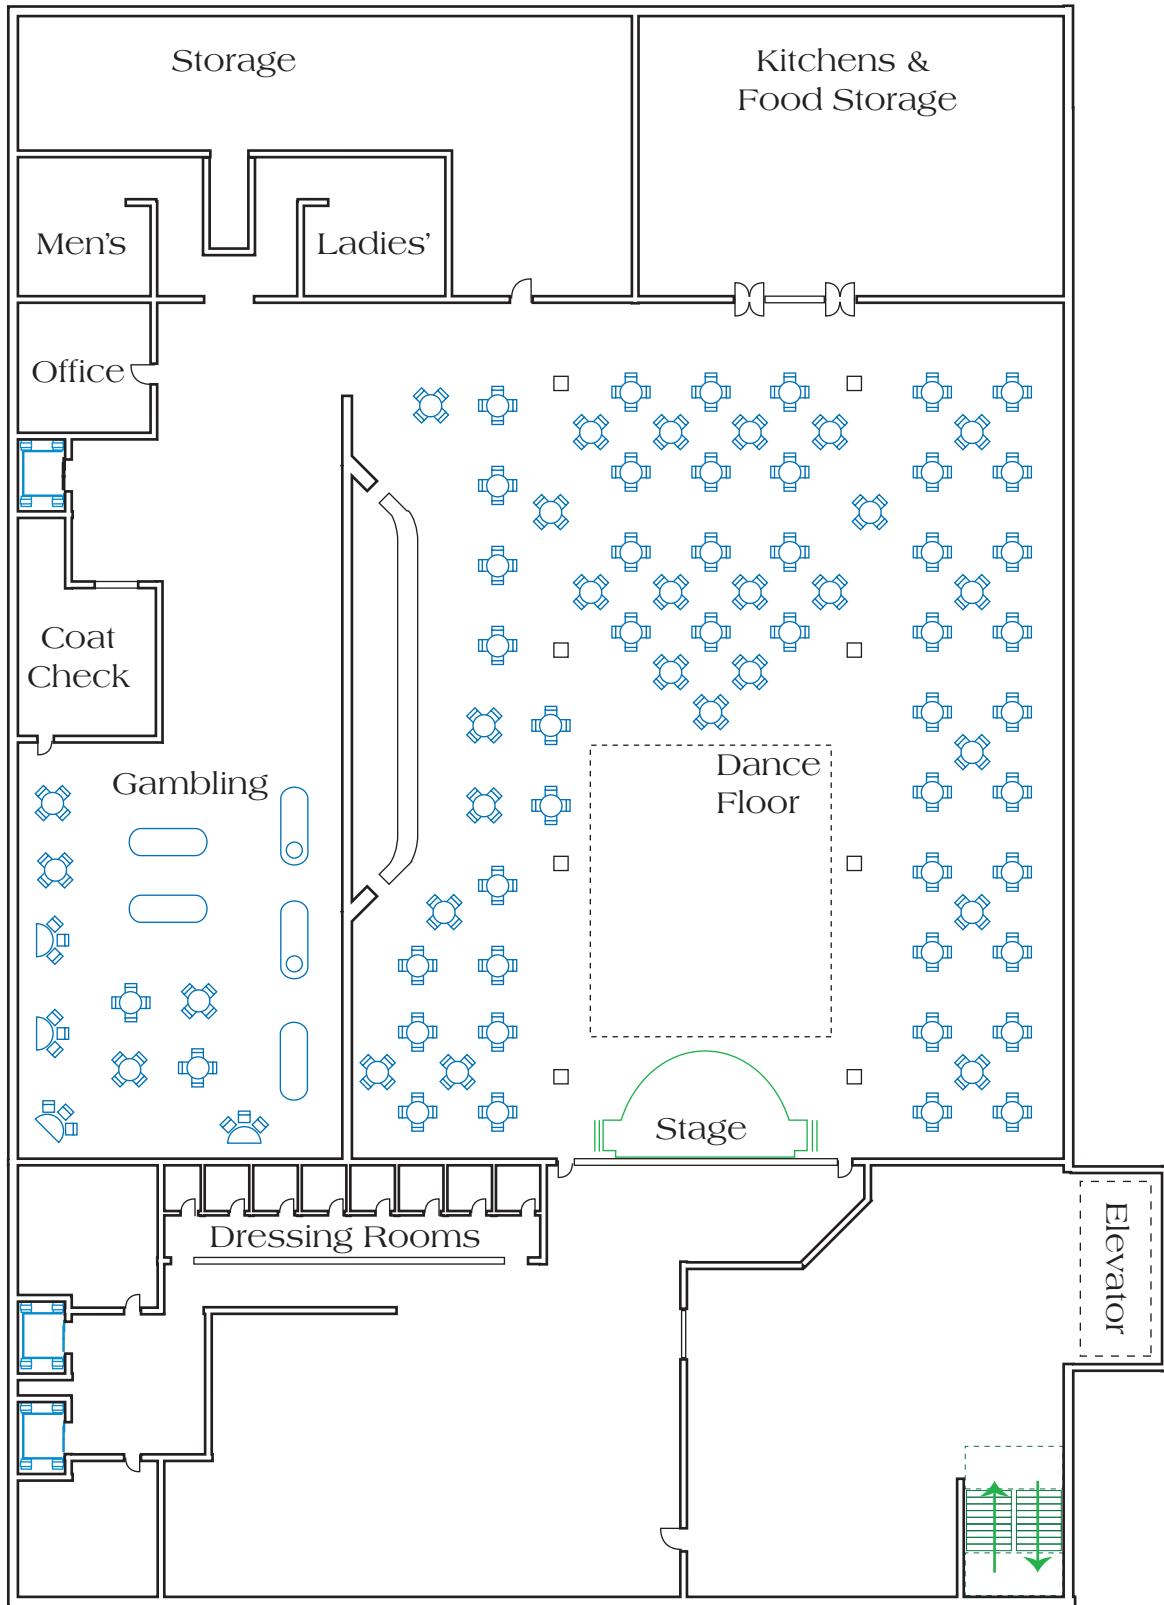 Storage
Kitchens &
Food Storage
Men's
Ladies'
Office
Coat
Check
Gambling
Dance
Floor
Stage
Dressing Rooms
Elevator